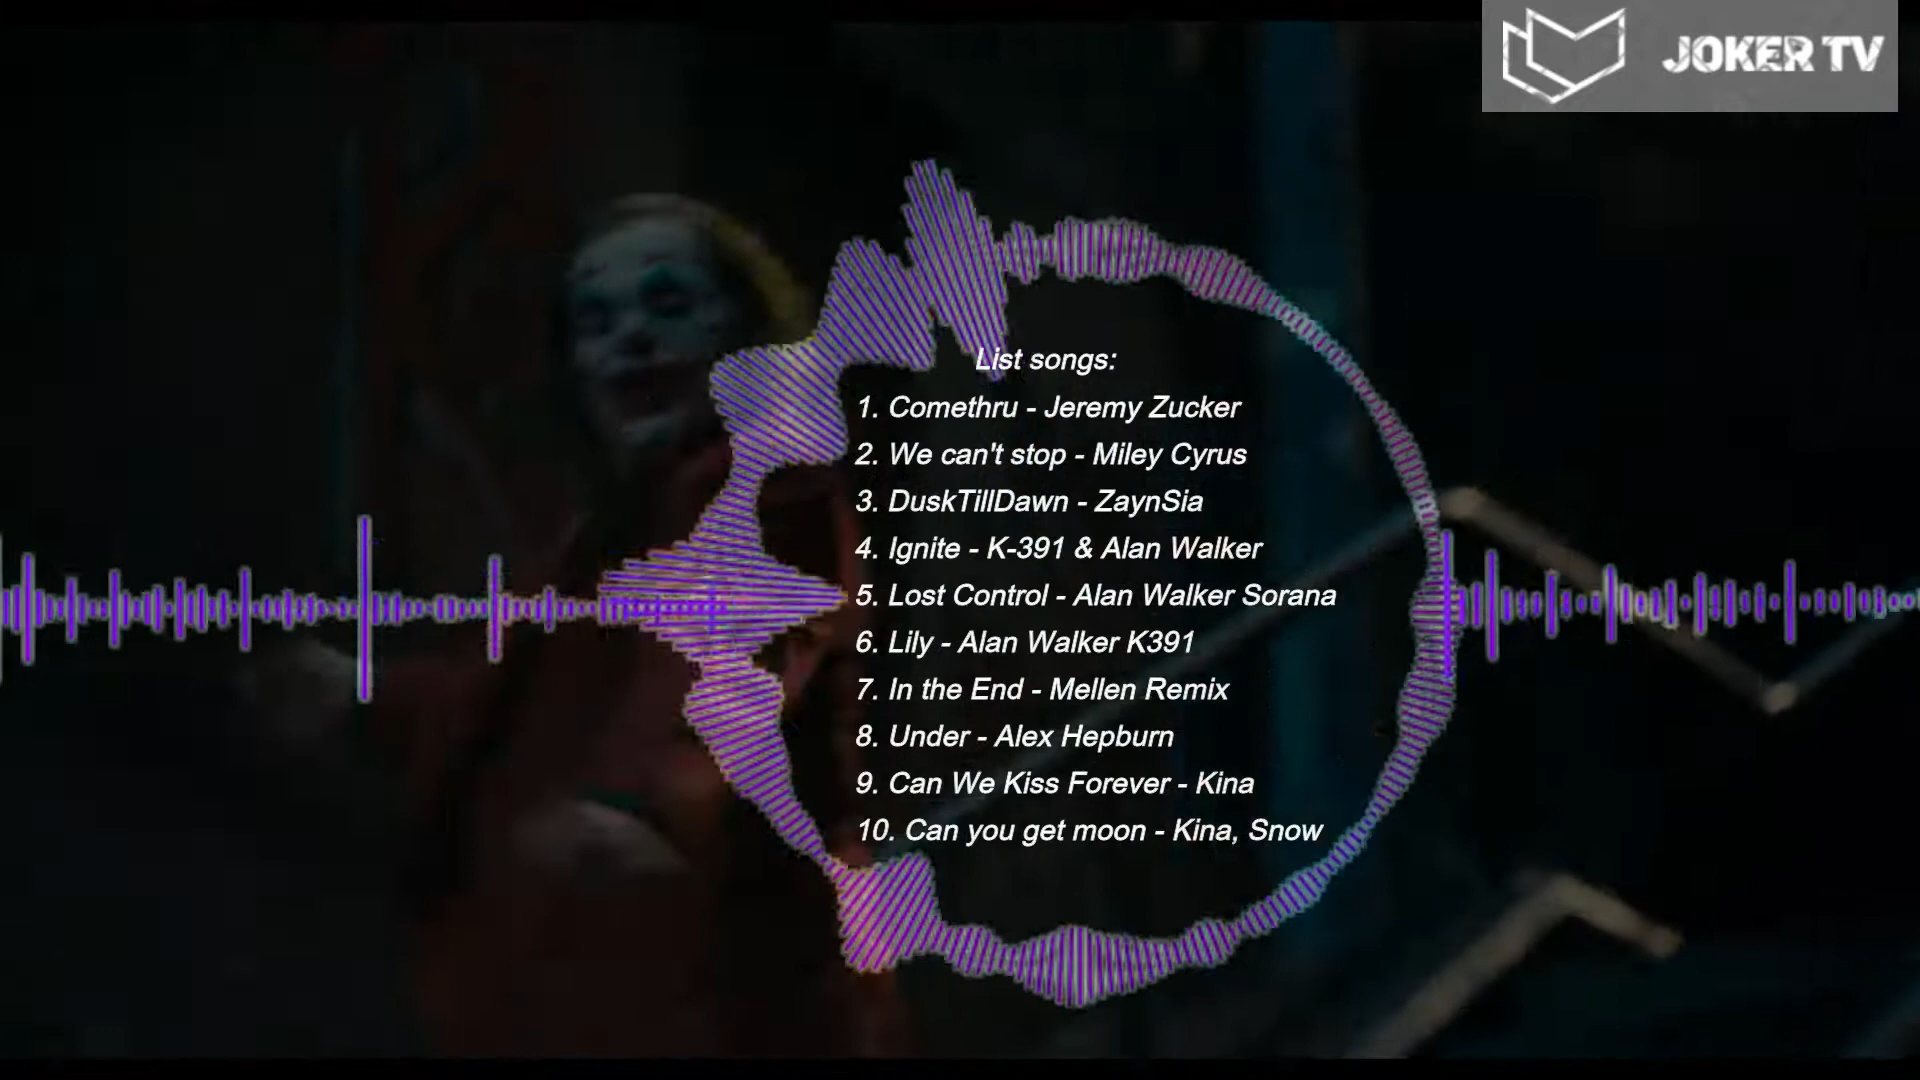 JOKER TV
List songs:
1. Comethru - Jeremy Zucker
2. We can't stop - Miley Cyrus
3. DuskTillDawn - ZaynSia
4. Ignite - K-391 & Alan Walker
5. Lost Control - Alan Walker Sorana
6. Lily - Alan Walker K391
7. In the End - Mellen Remix
8. Under - Alex Hepburn
9. Can We Kiss Forever - Kina
10. Can you get moon - Kina, Snow